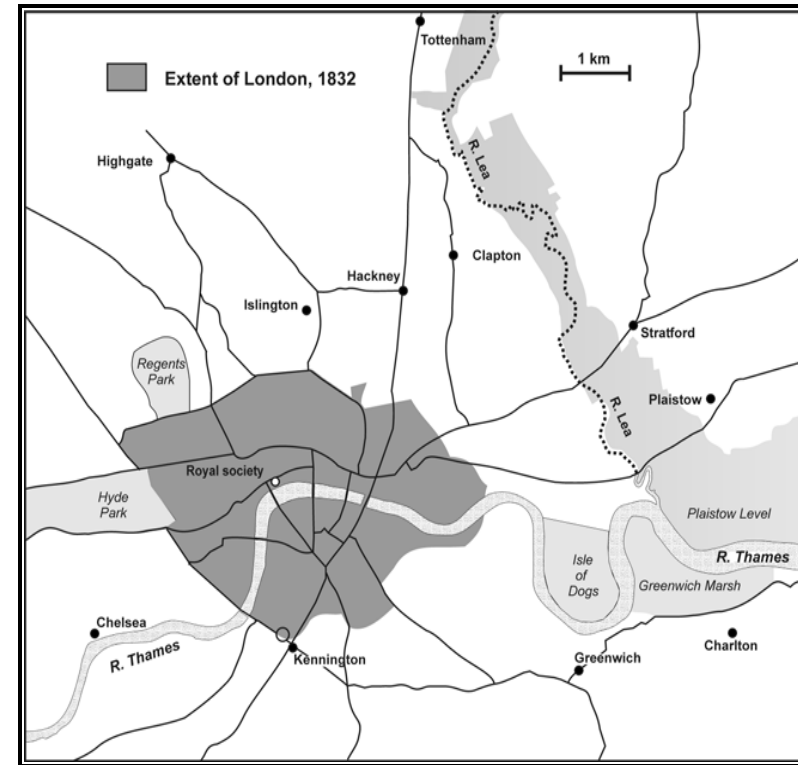 Tottenham
1 km
Extent of London, 1832
Highgate
R. Lea
Clapton
Hackney
Islington
Stratford
Regents
Park
Plaistow
R. Lea
Royal society
Hyde
Park
Plaistow Level
R. Thames
Isle
of
Dogs
Greenwich Marsh
Chelsea
R. Thames
Kennington
Greenwich
Charlton